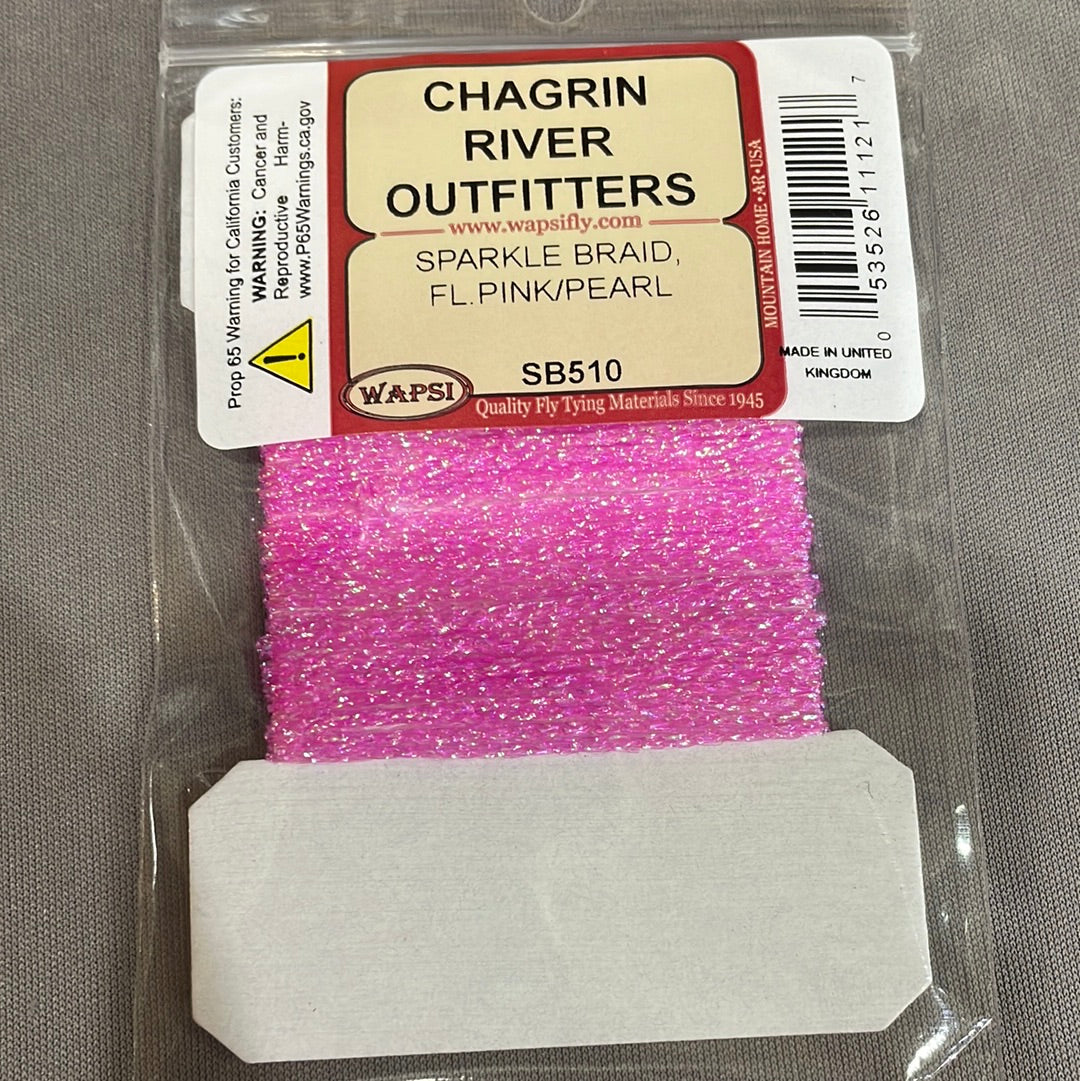 Prop 65 Warning for California Customers:
WARNING: Cancer and
Reproductive Harm-
www.P65Warnings.ca.gov
CHAGRIN
RIVER
OUTFITTERS
www.wapsifly.com
SPARKLE BRAID,
FL.PINK/PEARL
SB510
WAPSI
Quality Fly Tying Materials Since 1945
MOUNTAIN HOME•AR•USA
0 53526 11121 7
MADE IN UNITED
KINGDOM